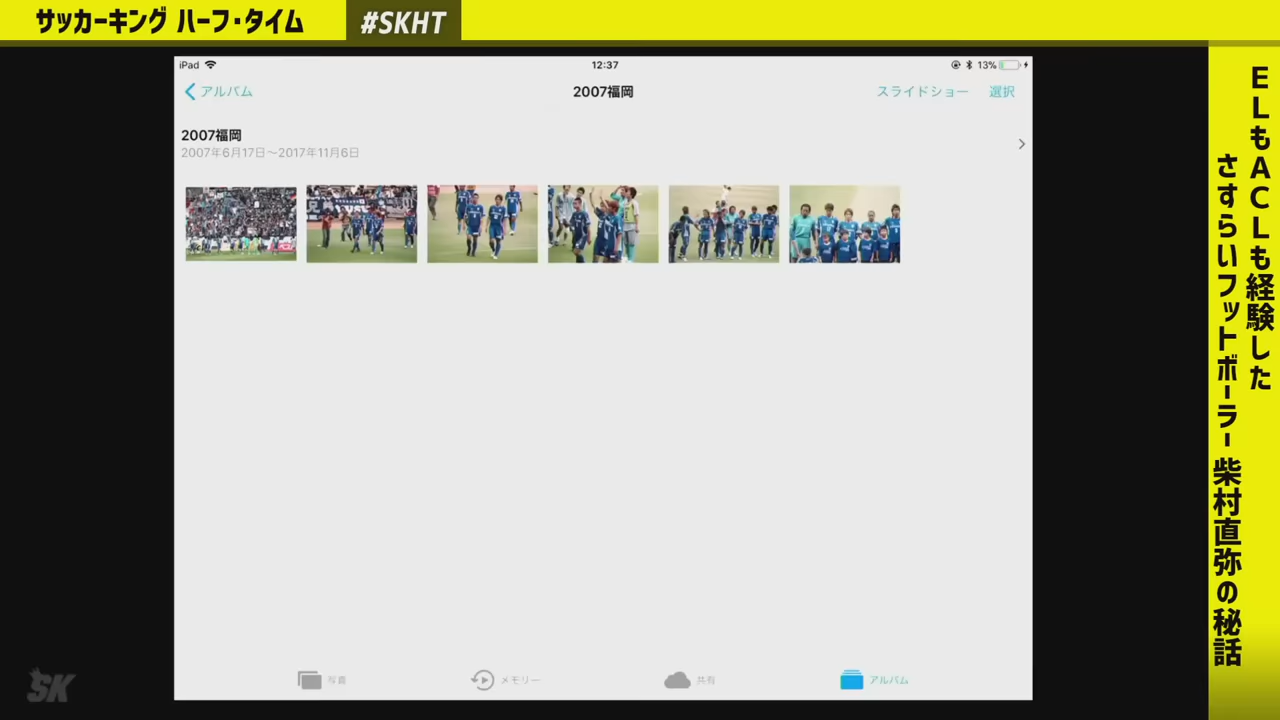 サッカーキング ハーフ・タイム
#SKHT
iPad
12:37
13%
アルバム
2007福岡
スライドショー
選択
2007福岡
2007年6月17日～2017年11月6日
写真
メモリー
共有
アルバム
SK
ELもACLも経験した
さすらいフットボーラー 柴村直弥の秘話